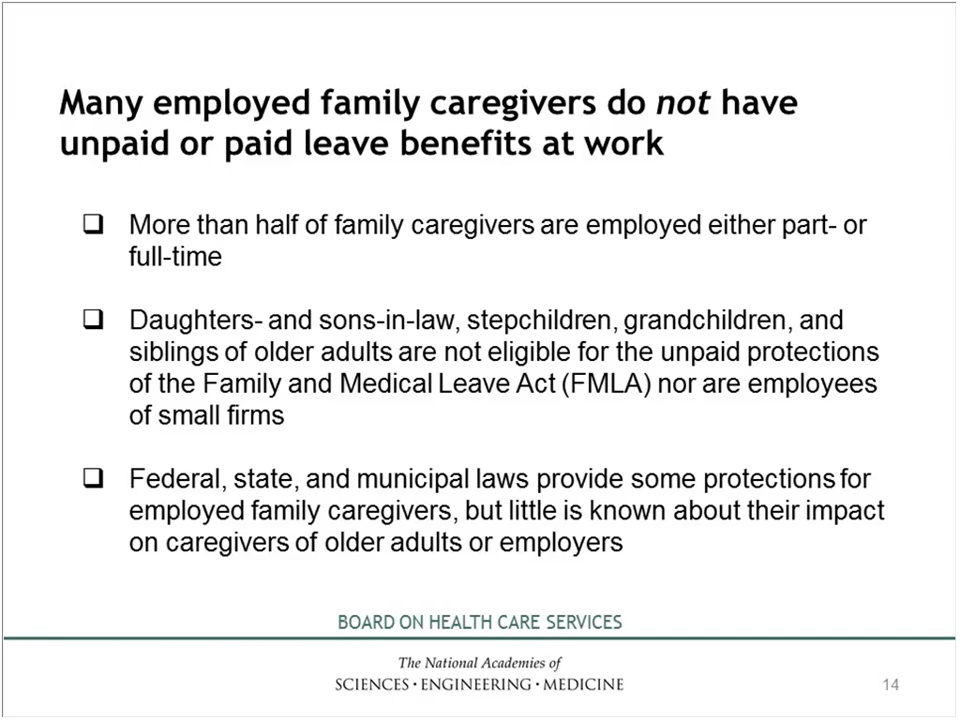 Many employed family caregivers do not have
unpaid or paid leave benefits at work
More than half of family caregivers are employed either part- or
full-time
Daughters- and sons-in-law, stepchildren, grandchildren, and
siblings of older adults are not eligible for the unpaid protections
of the Family and Medical Leave Act (FMLA) nor are employees
of small firms
Federal, state, and municipal laws provide some protections for
employed family caregivers, but little is known about their impact
on caregivers of older adults or employers
BOARD ON HEALTH CARE SERVICES
The National Academies of
SCIENCES · ENGINEERING · MEDICINE
14